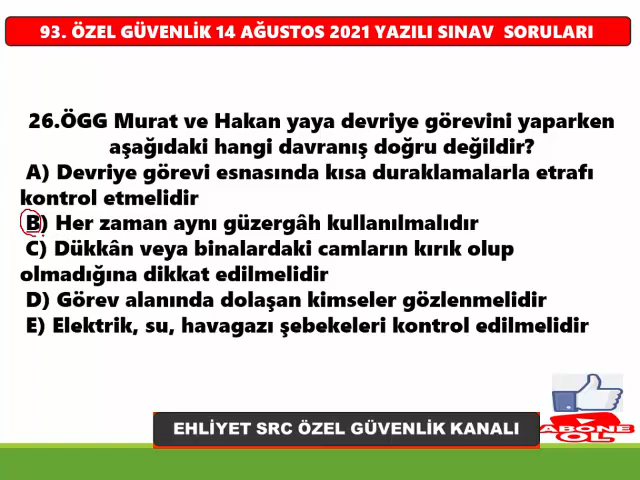 93. ÖZEL GÜVENLİK 14 AĞUSTOS 2021 YAZILI SINAV SORULARI
26.ÖGG Murat ve Hakan yaya devriye görevini yaparken
aşağıdaki hangi davranış doğru değildir?
A) Devriye görevi esnasında kısa duraklamalarla etrafı
kontrol etmelidir
B) Her zaman aynı güzergâh kullanılmalıdır
C) Dükkân veya binalardaki camların kırık olup
olmadığına dikkat edilmelidir
D) Görev alanında dolaşan kimseler gözlenmelidir
E) Elektrik, su, havagazı şebekeleri kontrol edilmelidir
EHLİYET SRC ÖZEL GÜVENLİK KANALI
ABONE
OL